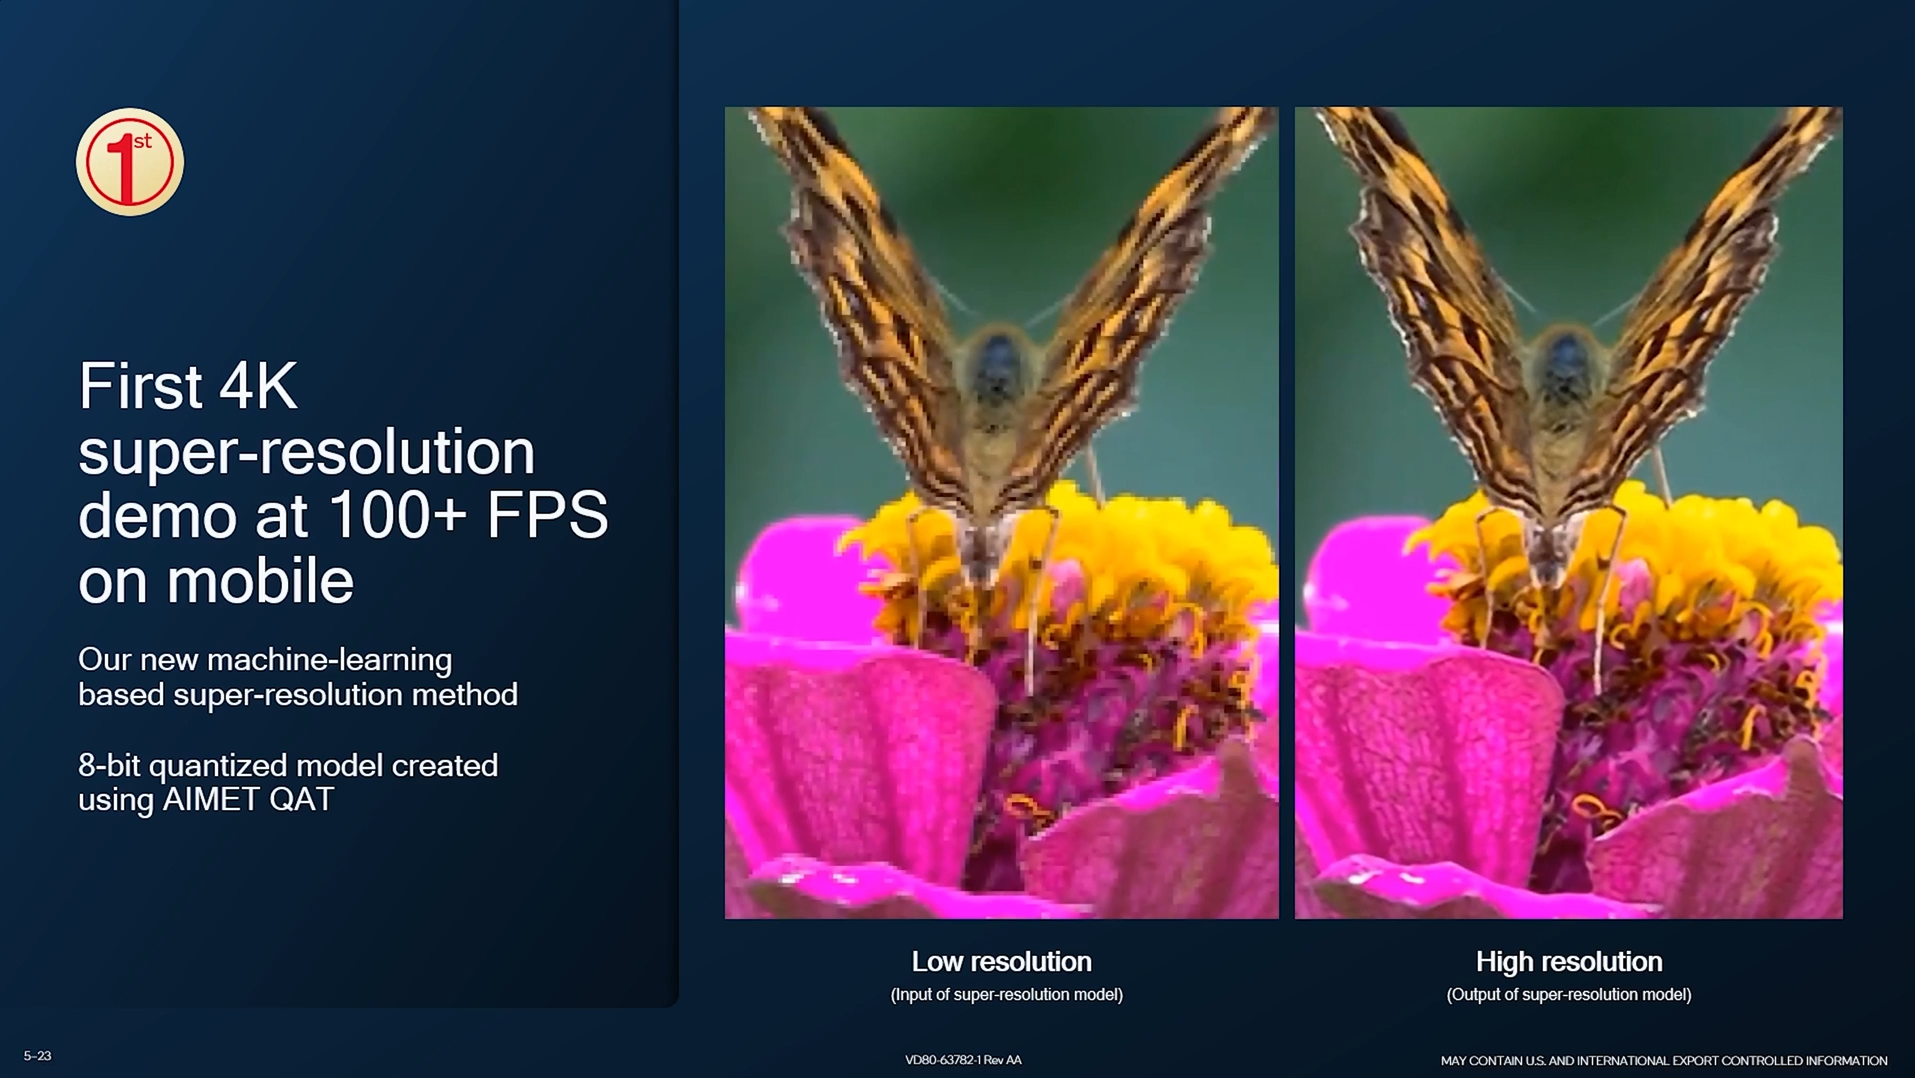 1st
First 4K
super-resolution
demo at 100+ FPS
on mobile
Our new machine-learning
based super-resolution method
8-bit quantized model created
using AIMET QAT
Low resolution
(Input of super-resolution model)
High resolution
(Output of super-resolution model)
5-23
VD80-63782-1 Rev AA
MAY CONTAIN U.S. AND INTERNATIONAL EXPORT CONTROLLED INFORMATION